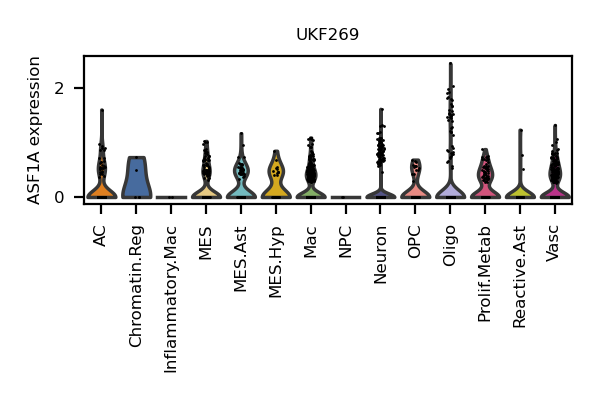 UKF269
ASF1A expression
2
0
AC
Chromatin.Reg
Inflammatory.Mac
MES
MES.Ast
MES.Hyp
Mac
NPC
Neuron
OPC
Oligo
Prolif.Metab
Reactive.Ast
Vasc